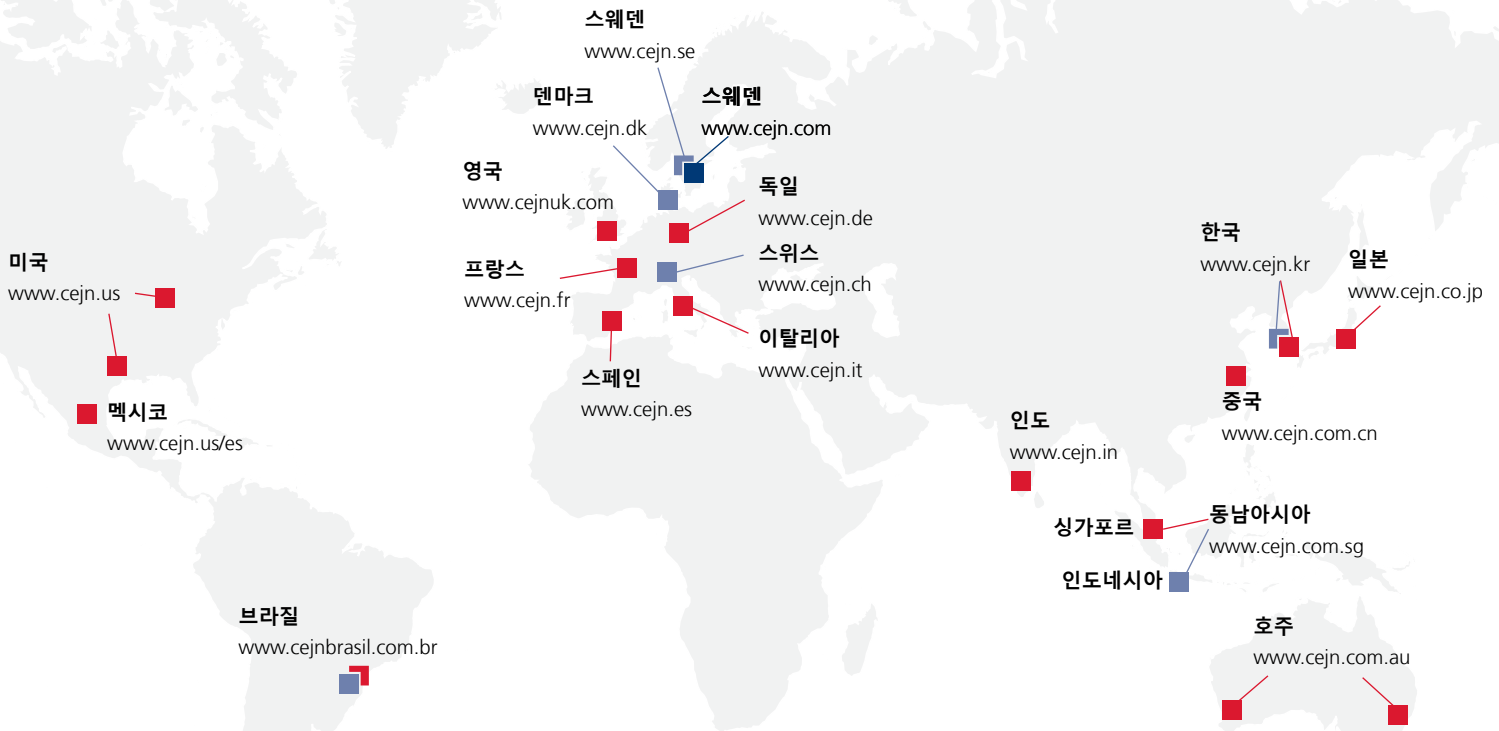 스웨덴
www.cejn.se
덴마크
www.cejn.dk
스웨덴
www.cejn.com
영국
www.cejnuk.com
독일
www.cejn.de
프랑스
www.cejn.fr
스위스
www.cejn.ch
이탈리아
www.cejn.it
스페인
www.cejn.es
미국
www.cejn.us
멕시코
www.cejn.us/es
브라질
www.cejnbrasil.com.br
한국
www.cejn.kr
일본
www.cejn.co.jp
중국
www.cejn.com.cn
인도
www.cejn.in
싱가포르
동남아시아
www.cejn.com.sg
인도네시아
호주
www.cejn.com.au